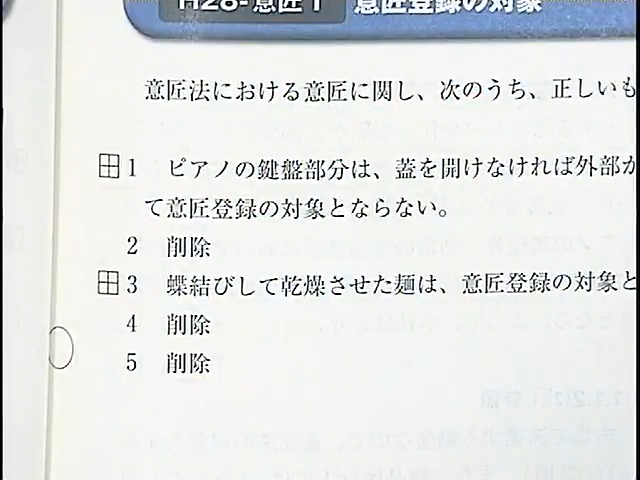 H28-意匠1 意匠登録の対象
意匠法における意匠に関し、次のうち、正しいも
1 ピアノの鍵盤部分は、蓋を開けなければ外部か
て意匠登録の対象とならない。
2 削除
3 蝶結びして乾燥させた麺は、意匠登録の対象と
4 削除
5 削除